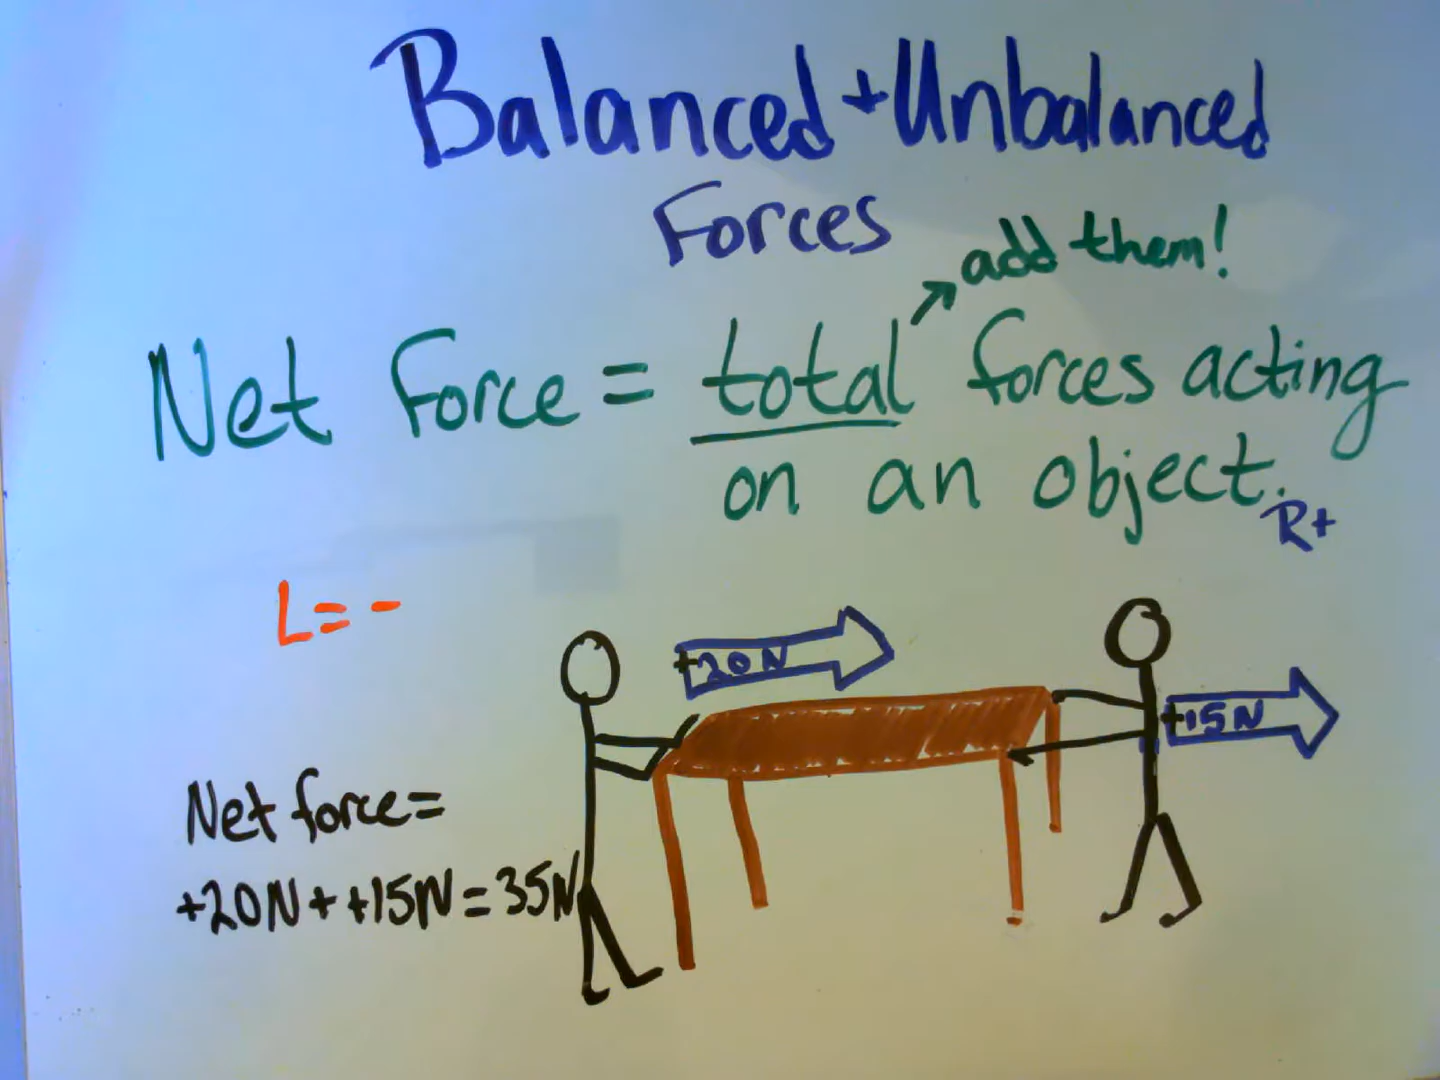 Balanced + Unbalanced
Forces
add them!
Net Force = total forces acting
on an object.
R+
L = -
+20N
+15N
Net force =
+20N + +15N = 35N